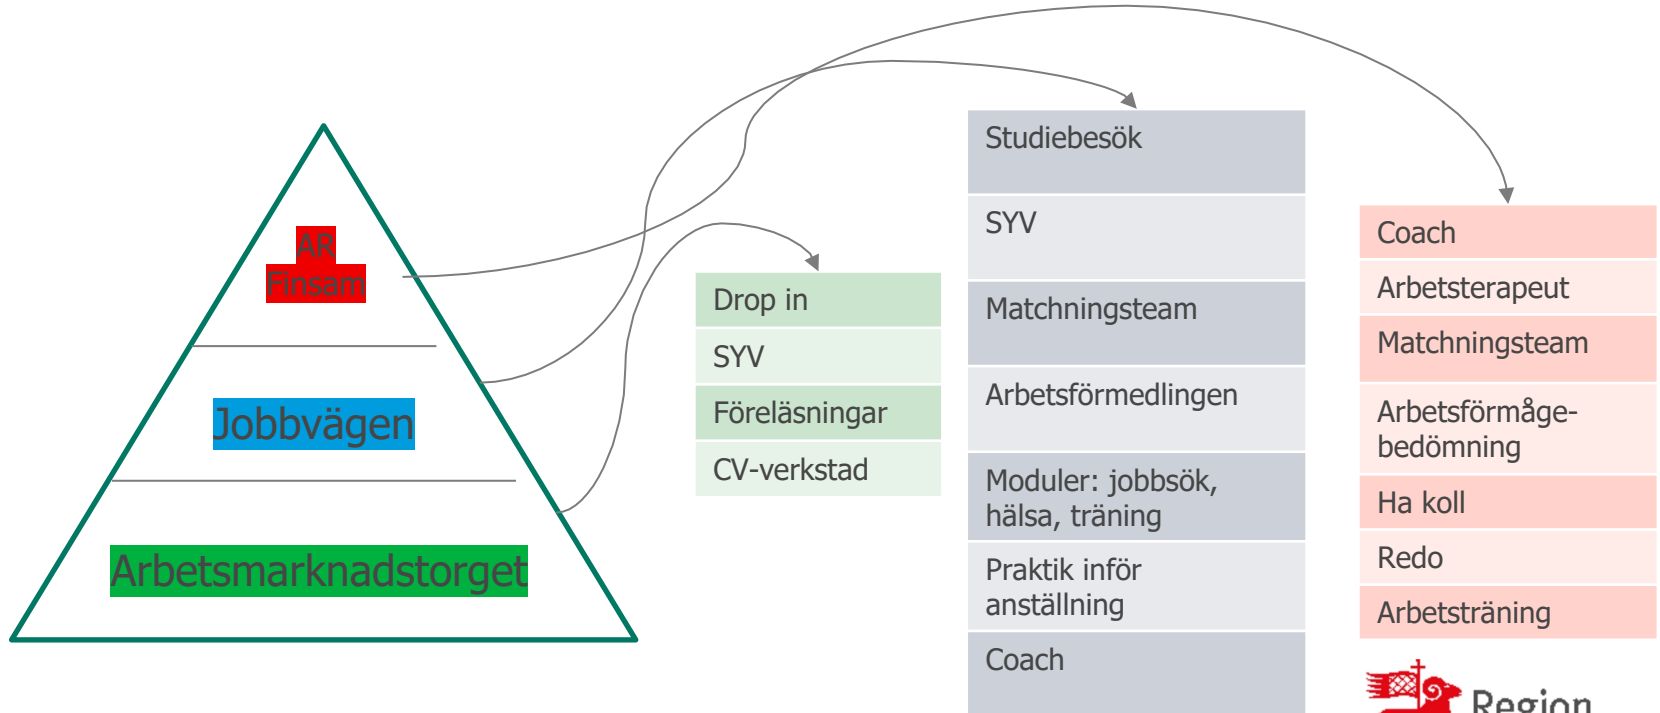 AR
Finsam
Jobbvägen
Arbetsmarknadstorget
Drop in
SYV
Föreläsningar
CV-verkstad
Studiebesök
SYV
Matchningsteam
Arbetsförmedlingen
Moduler: jobbsök,
hälsa, träning
Praktik inför
anställning
Coach
Coach
Arbetsterapeut
Matchningsteam
Arbetsförmåge-
bedömning
Ha koll
Redo
Arbetsträning
Region